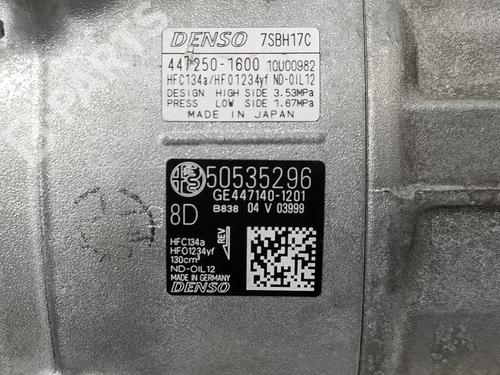 DENSO 7SBH17C
447250-1600 10U00982
HFC134a/HFO1234yf ND-OIL12
DESIGN HIGH SIDE 3.53MPa
PRESS LOW SIDE 1.67MPa
MADE IN JAPAN
50535296
GE447140-1201
8D B838 04 V 03999
REV
HFC134a
HFO1234yf
130cm³
ND-OIL12
MADE IN GERMANY
DENSO